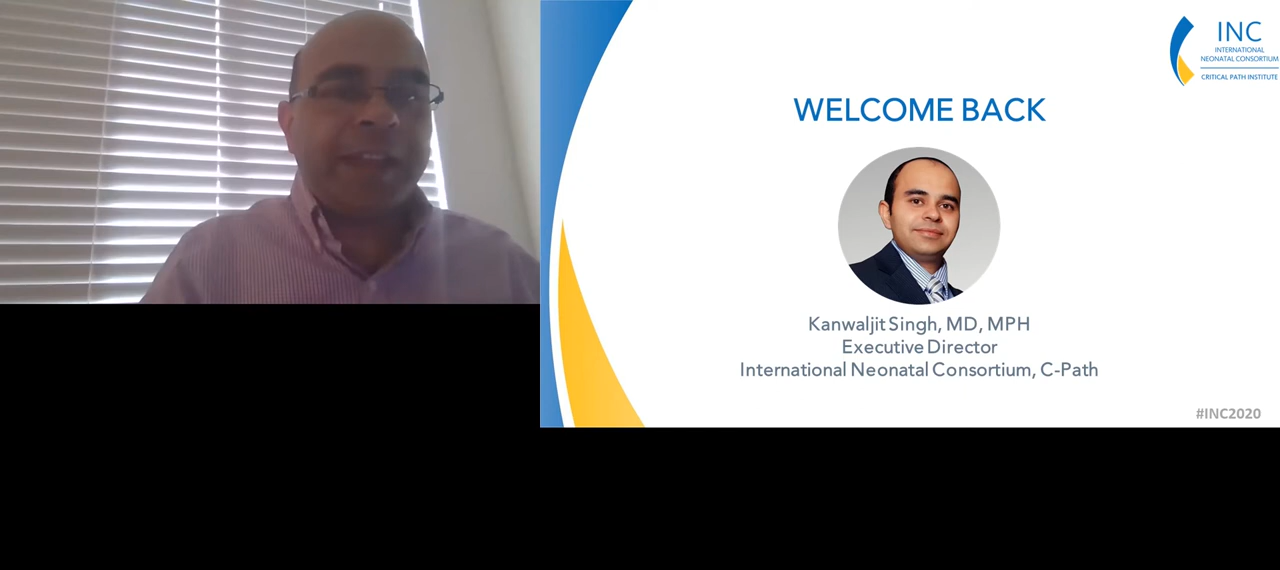 INC
INTERNATIONAL
NEONATAL CONSORTIUM
CRITICAL PATH INSTITUTE
WELCOME BACK
Kanwaljit Singh, MD, MPH
Executive Director
International Neonatal Consortium, C-Path
#INC2020